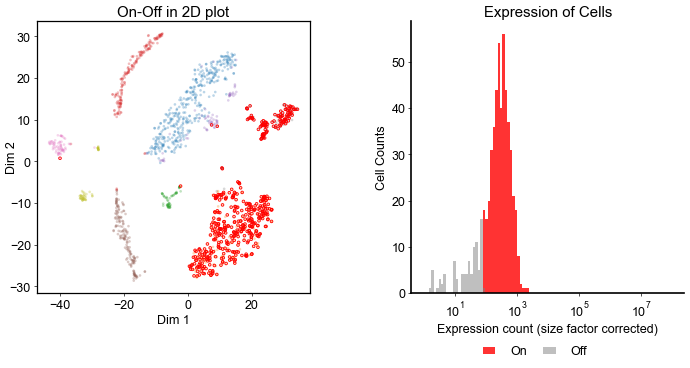 On-Off in 2D plot
30
20
10
0
−10
−20
−30
−40
−20
0
20
Dim 2
Dim 1
Expression of Cells
50
40
30
20
10
0
10^1
10^3
10^5
10^7
Cell Counts
Expression count (size factor corrected)
On
Off